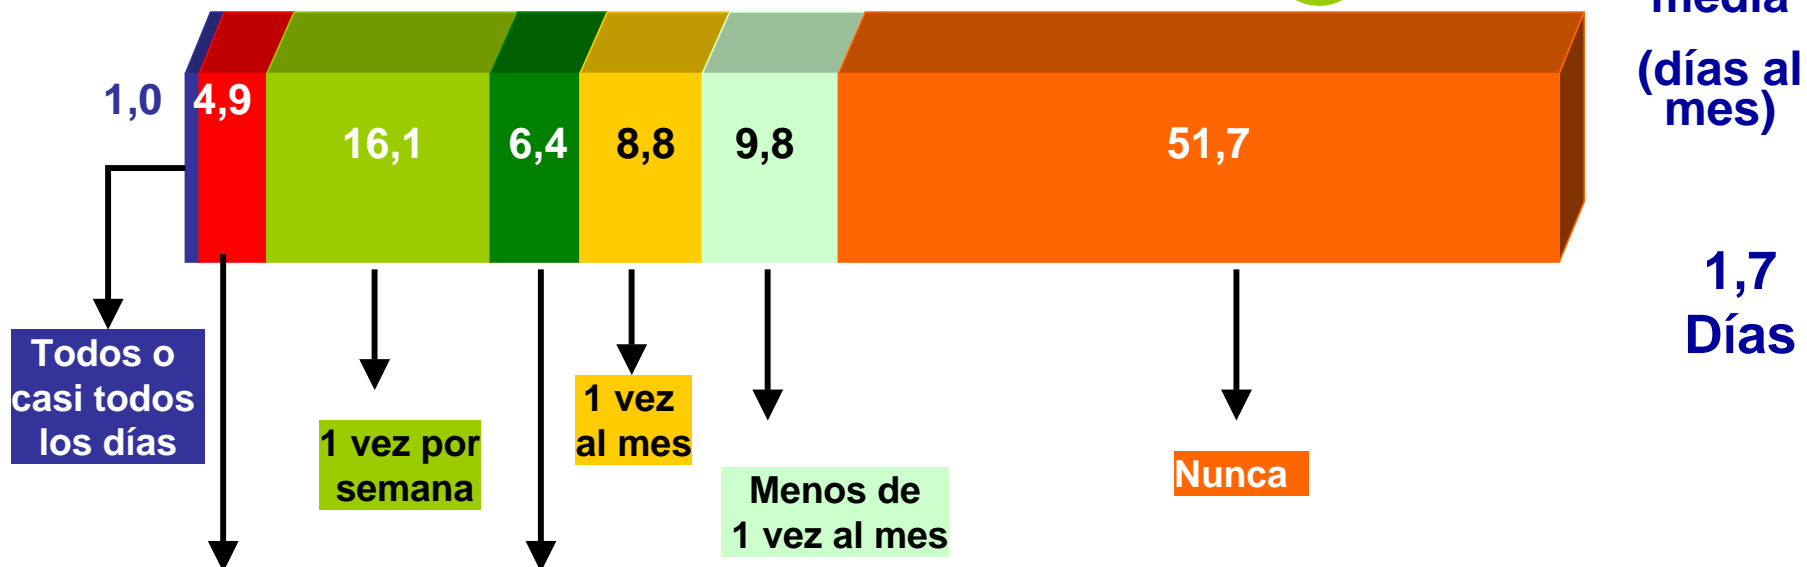 media
(días al
mes)
1,0
4,9
16,1
6,4
8,8
9,8
51,7
1,7
Días
Todos o
casi todos
los días
1 vez por
semana
1 vez
al mes
Menos de
1 vez al mes
Nunca